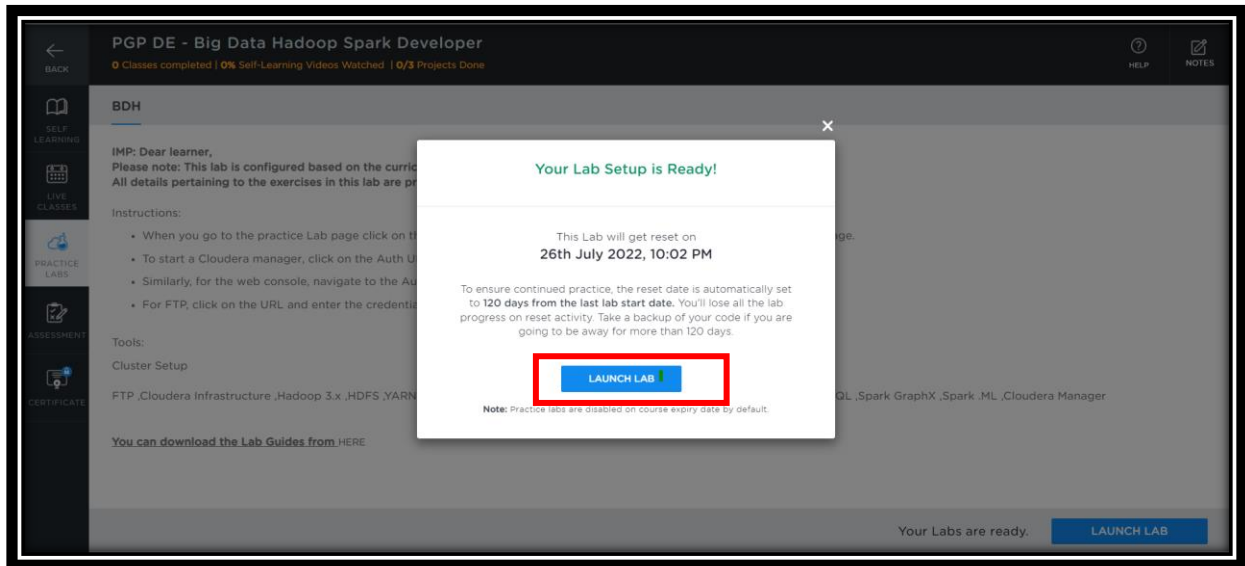 BACK
PGP DE - Big Data Hadoop Spark Developer
0 Classes completed | 0% Self-Learning Videos Watched | 0/3 Projects Done
HELP
NOTES
SELF
LEARNING
LIVE
CLASSES
PRACTICE
LABS
ASSESSMENT
CERTIFICATE
BDH
IMP: Dear learner,
Please note: This lab is configured based on the
All details pertaining to the exercises in this lab are
Instructions:
• When you go to the practice Lab page click on
• To start a Cloudera manager, click on the Auth
• Similarly, for the web console, navigate to the
• For FTP, click on the URL and enter the
Tools:
Cluster Setup
FTP ,Cloudera Infrastructure ,Hadoop 3.x ,HDFS ,YARN
,Spark GraphX ,Spark .ML ,Cloudera Manager
You can download the Lab Guides from HERE
×
Your Lab Setup is Ready!
This Lab will get reset on
26th July 2022, 10:02 PM
To ensure continued practice, the reset date is automatically set
to 120 days from the last lab start date. You'll lose all the lab
progress on reset activity. Take a backup of your code if you are
going to be away for more than 120 days.
LAUNCH LAB
Note: Practice labs are disabled on course expiry date by default.
Your Labs are ready.
LAUNCH LAB